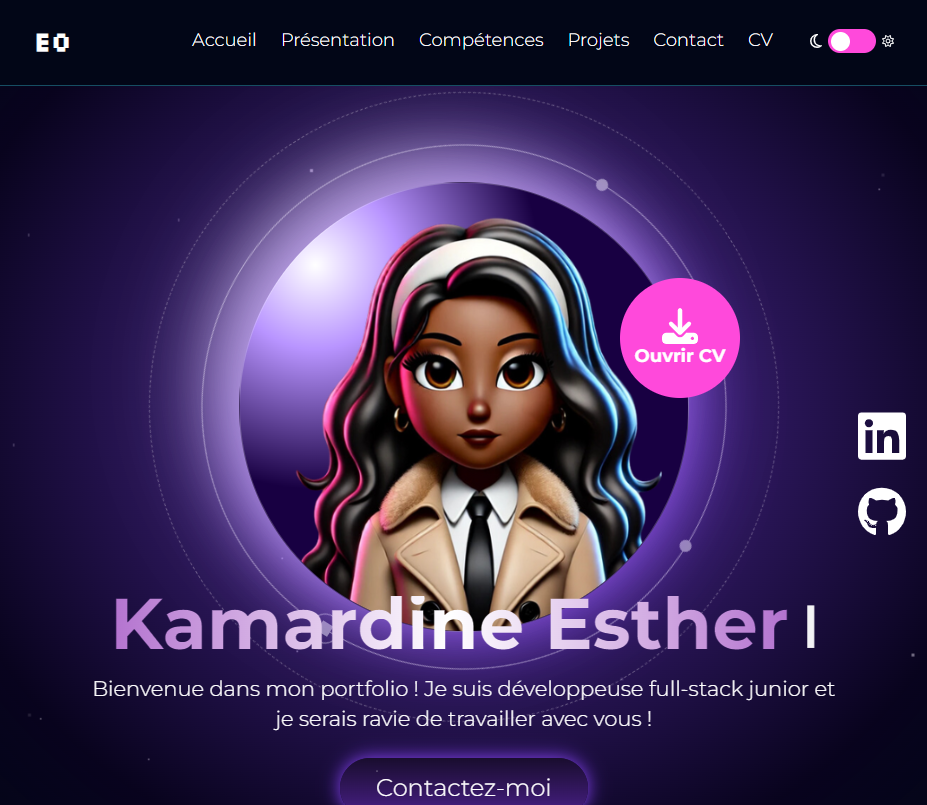 EO
Accueil Présentation Compétences Projets Contact CV
Ouvrir CV
in
Kamardine Esther
Bienvenue dans mon portfolio ! Je suis développeuse full-stack junior et
je serais ravie de travailler avec vous !
Contactez-moi